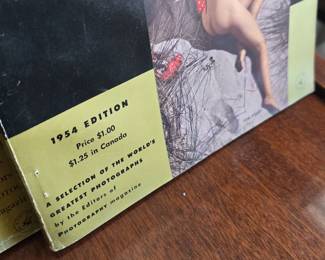 1954 EDITION
Price $1.00
$1.25 in Canada
A SELECTION OF THE WORLD'S
GREATEST PHOTOGRAPHS
by the Editors of
PHOTOGRAPHY magazine